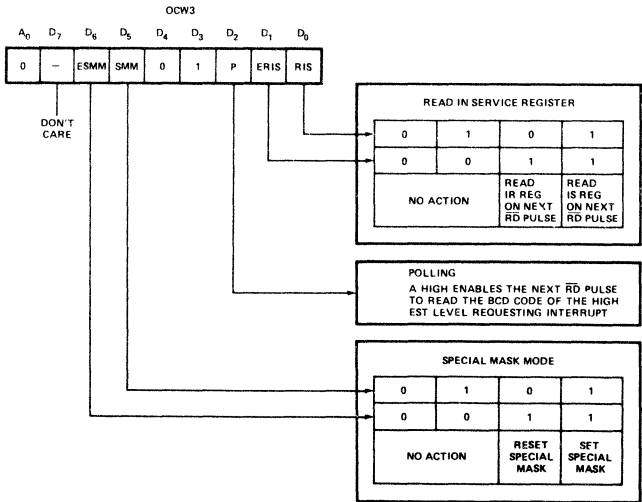 OCW3
A0 D7 D6 D5 D4 D3 D2 D1 D0
0 – ESMM SMM 0 1 P ERIS RIS
DON'T
CARE
READ IN SERVICE REGISTER
0 1 0 1
0 0 1 1
NO ACTION
READ
IR REG
ON NEXT
RD PULSE
READ
IS REG
ON NEXT
RD PULSE
POLLING
A HIGH ENABLES THE NEXT RD PULSE
TO READ THE BCD CODE OF THE HIGH
EST LEVEL REQUESTING INTERRUPT
SPECIAL MASK MODE
0 1 0 1
0 0 1 1
NO ACTION
RESET
SPECIAL
MASK
SET
SPECIAL
MASK